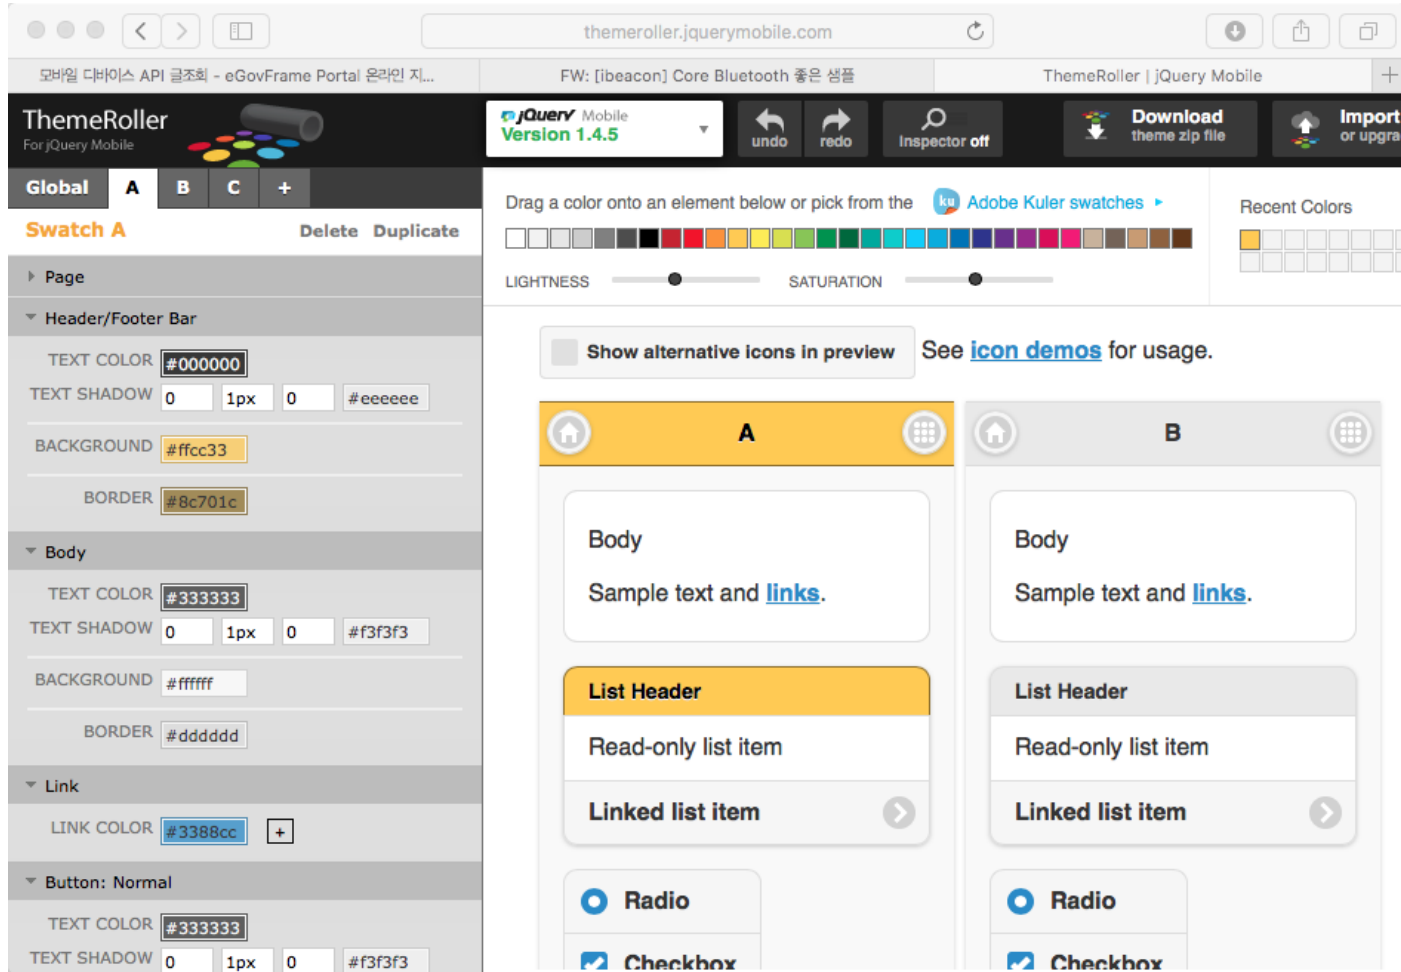 themeroller.jquerymobile.com
모바일 디바이스 API 글조회 - eGovFrame Portal 온라인 지...
FW: [ibeacon] Core Bluetooth 좋은 샘플
ThemeRoller | jQuery Mobile
ThemeRoller
For jQuery Mobile
jQuery Mobile
Version 1.4.5
undo
redo
Inspector off
Download
theme zip file
Import
or upgra
Global A B C +
Swatch A
Delete Duplicate
Page
Header/Footer Bar
TEXT COLOR #000000
TEXT SHADOW 0 1px 0 #eeeeee
BACKGROUND #ffcc33
BORDER #8c701c
Body
TEXT COLOR #333333
TEXT SHADOW 0 1px 0 #f3f3f3
BACKGROUND #ffffff
BORDER #dddddd
Link
LINK COLOR #3388cc +
Button: Normal
TEXT COLOR #333333
TEXT SHADOW 0 1px 0 #f3f3f3
Drag a color onto an element below or pick from the ku Adobe Kuler swatches
Recent Colors
LIGHTNESS
SATURATION
Show alternative icons in preview
See icon demos for usage.
A
Body
Sample text and links.
List Header
Read-only list item
Linked list item
Radio
Checkbox
B
Body
Sample text and links.
List Header
Read-only list item
Linked list item
Radio
Checkbox